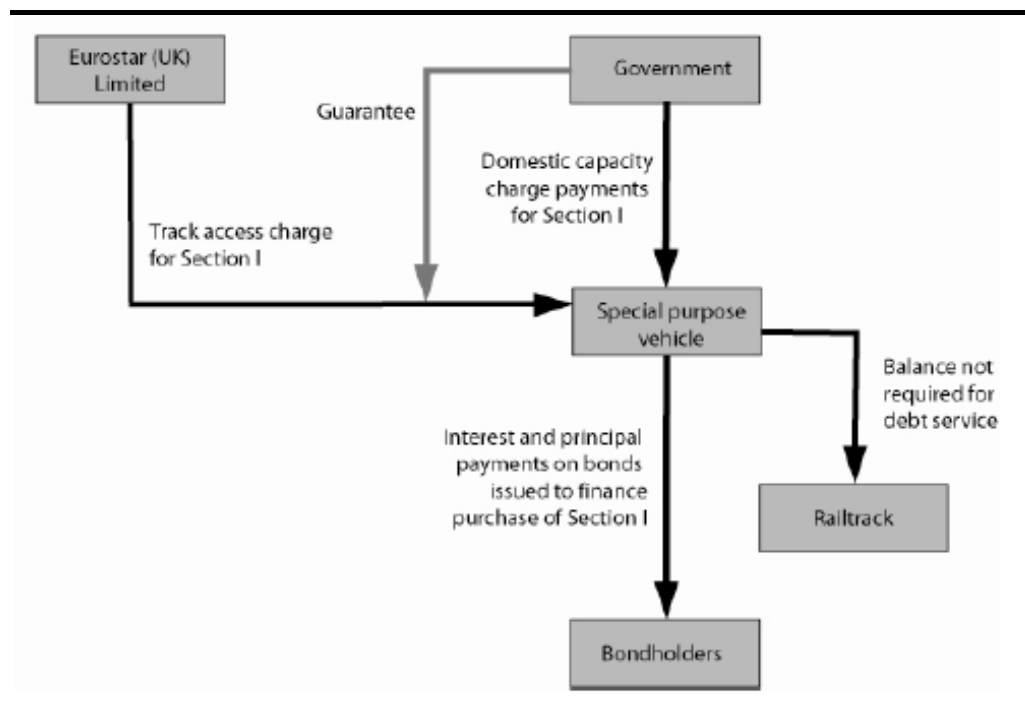 Eurostar (UK)
Limited
Government
Guarantee
Domestic capacity
charge payments
for Section I
Track access charge
for Section I
Special purpose
vehicle
Balance not
required for
debt service
Interest and principal
payments on bonds
issued to finance
purchase of Section I
Railtrack
Bondholders